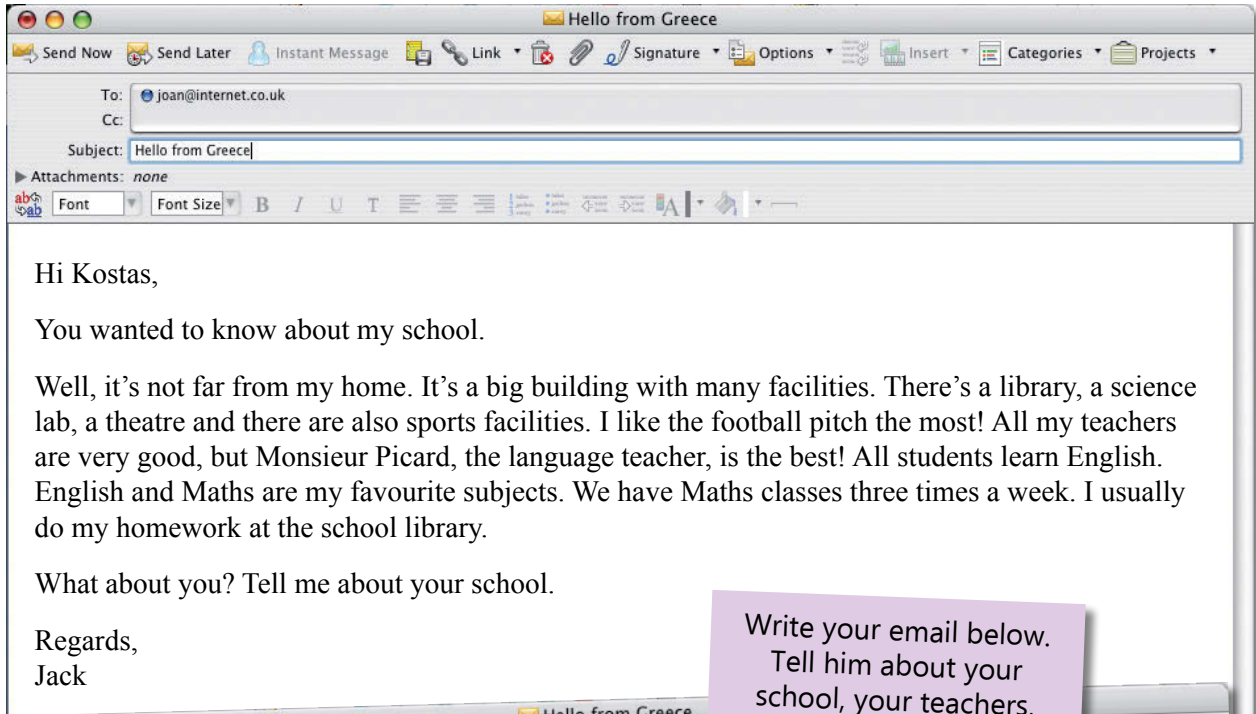 Hello from Greece
Send Now Send Later Instant Message Link Signature Options Insert Categories Projects
To: joan@internet.co.uk
Cc:
Subject: Hello from Greece
Attachments: none
Font Font Size B I U T
Hi Kostas,
You wanted to know about my school.
Well, it’s not far from my home. It’s a big building with many facilities. There’s a library, a science
lab, a theatre and there are also sports facilities. I like the football pitch the most! All my teachers
are very good, but Monsieur Picard, the language teacher, is the best! All students learn English.
English and Maths are my favourite subjects. We have Maths classes three times a week. I usually
do my homework at the school library.
What about you? Tell me about your school.
Regards,
Jack
Write your email below.
Tell him about your
school, your teachers,
Hello from Greece